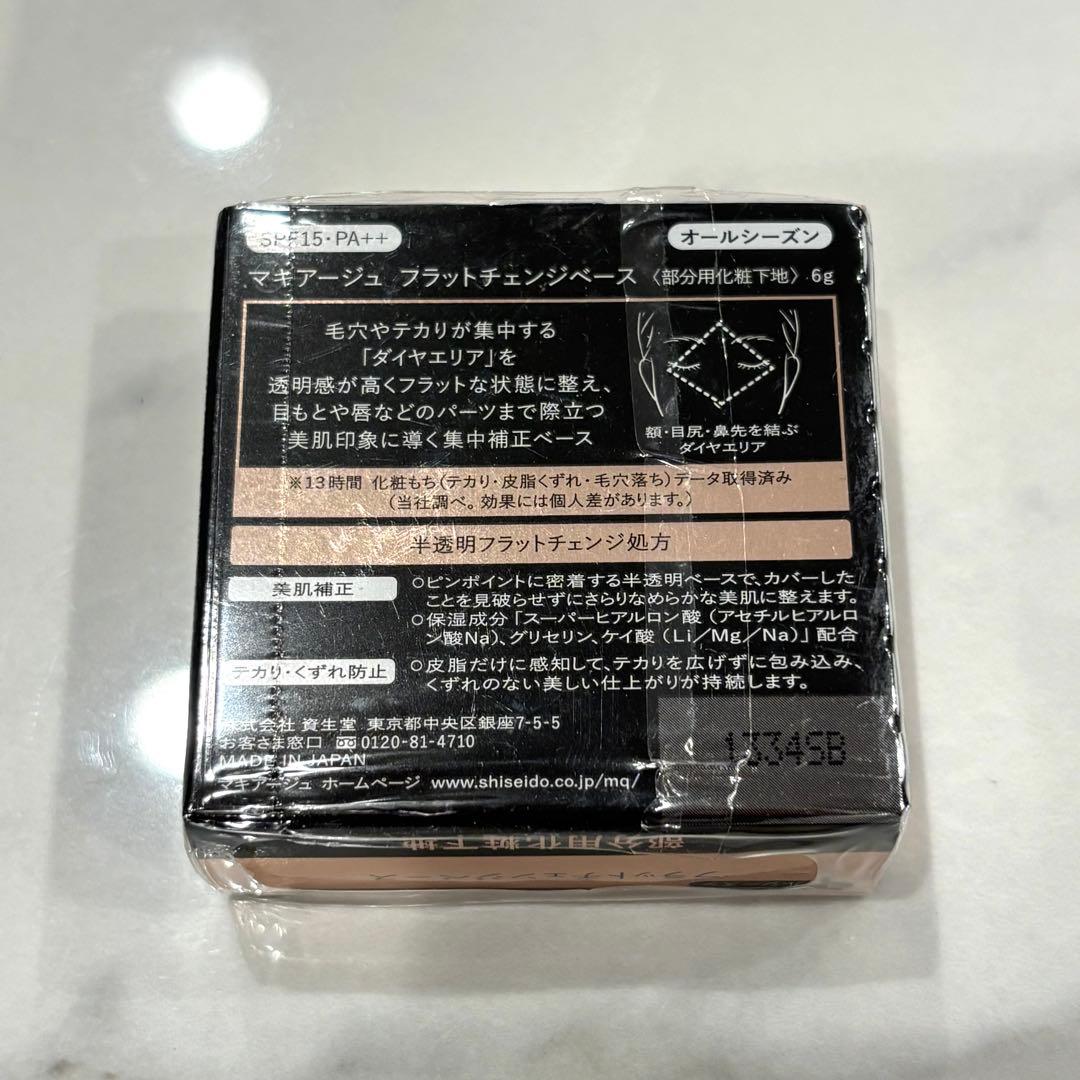 SPF15・PA++
オールシーズン
マキアージュ フラットチェンジベース 〈部分用化粧下地〉 6g
毛穴やテカリが集中する
「ダイヤエリア」を
透明感が高くフラットな状態に整え、
目もとや唇などのパーツまで際立つ
美肌印象に導く集中補正ベース
額・目尻・鼻先を結ぶ
ダイヤエリア
※13時間 化粧もち(テカリ・皮脂くずれ・毛穴落ち)データ取得済み
(当社調べ。効果には個人差があります。)
半透明フラットチェンジ処方
美肌補正
○ピンポイントに密着する半透明ベースで、カバーした
ことを見破らせずにさらりなめらかな美肌に整えます。
○保湿成分「スーパーヒアルロン酸（アセチルヒアルロ
ン酸Na)、グリセリン、ケイ酸（Li／Mg／Na)」配合
テカリ・くずれ防止
○皮脂だけに感知して、テカリを広げずに包み込み、
くずれのない美しい仕上がりが持続します。
株式会社 資生堂 東京都中央区銀座7-5-5
お客さま窓口 0120-81-4710
MADE IN JAPAN
マキアージュ ホームページ www.shiseido.co.jp/mq/
1334SB
部分用化粧下地
フラットチェンジベース